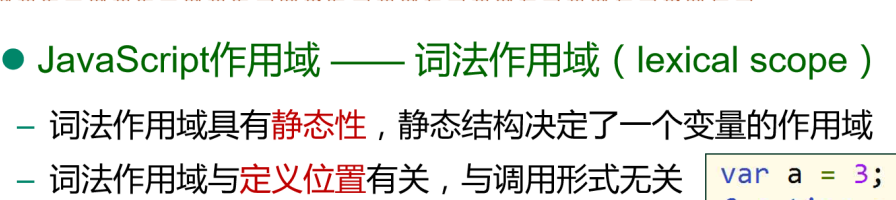 ● JavaScript作用域 —— 词法作用域（lexical scope）
– 词法作用域具有静态性，静态结构决定了一个变量的作用域
– 词法作用域与定义位置有关，与调用形式无关
var a = 3;